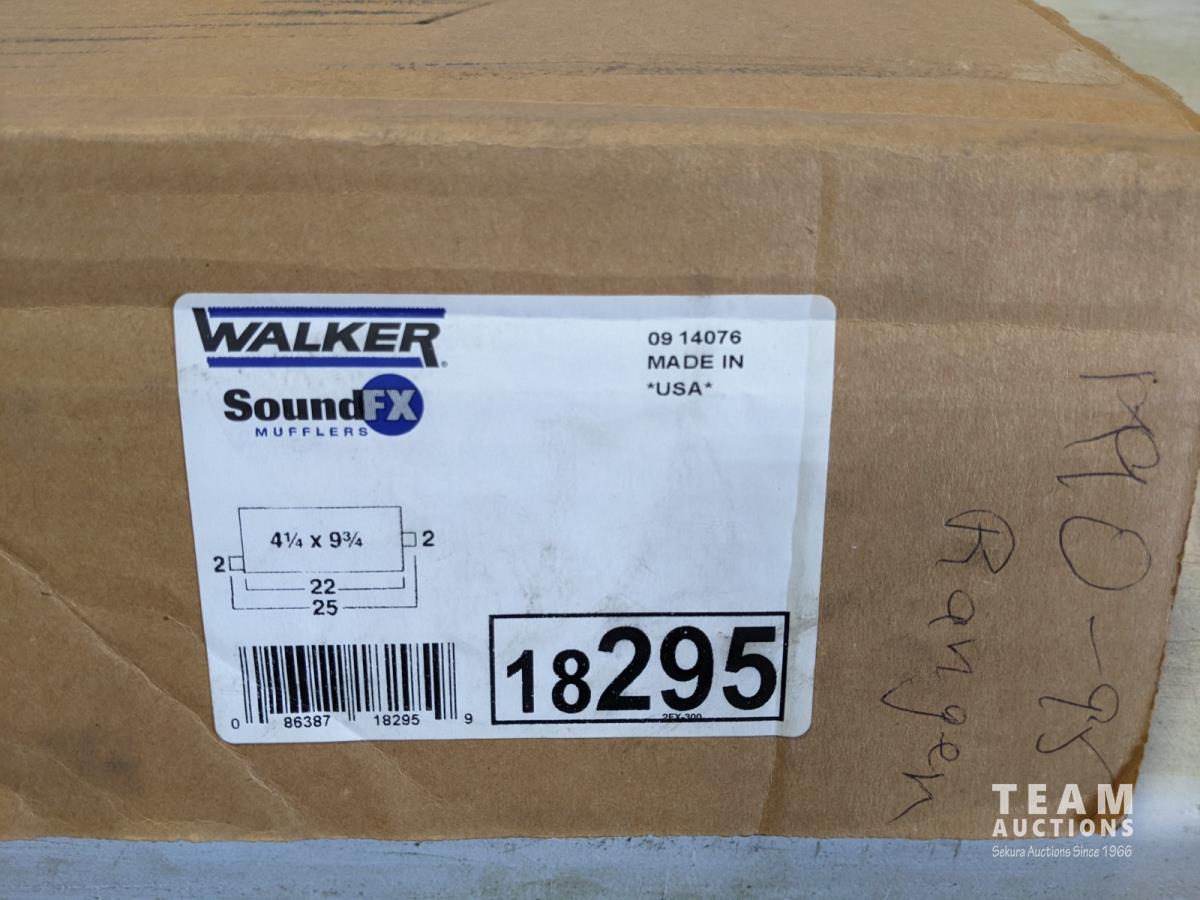 WALKER®
SoundFX
MUFFLERS
09 14076
MADE IN
*USA*
4¼ x 9¾
2
2
22
25
0 86387 18295 9
18295
2FX-300
90-95
Ranger
TEAM
AUCTIONS
Sekura Auctions Since 1966